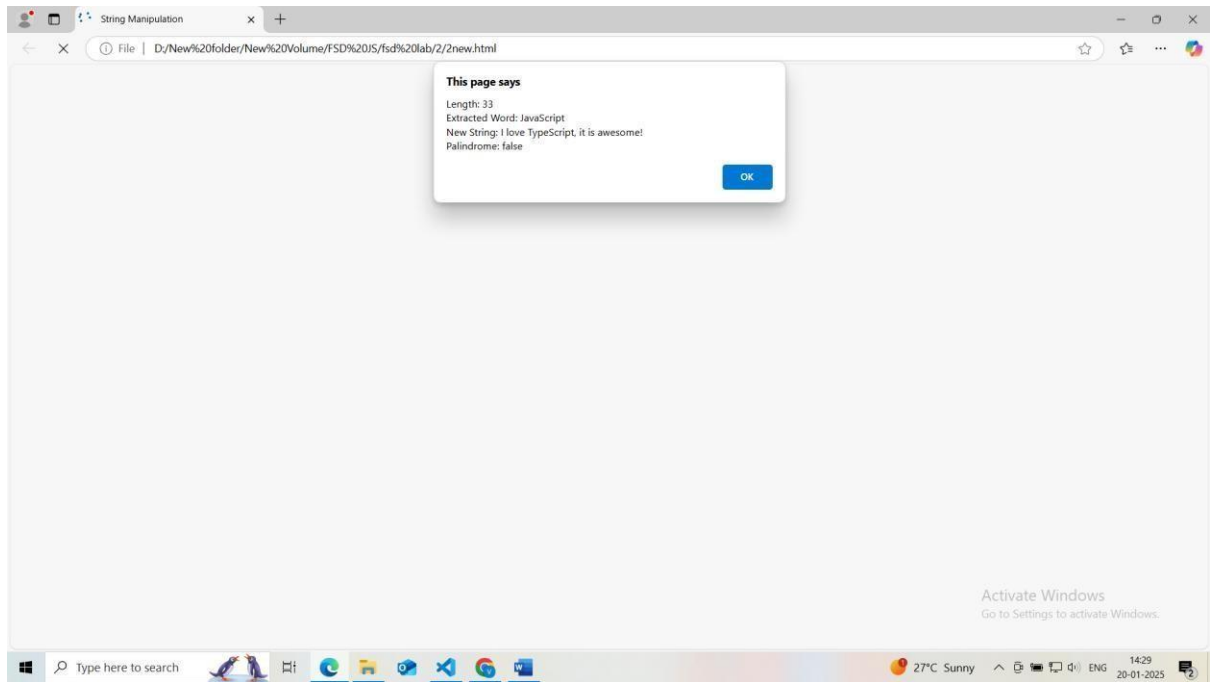 String Manipulation
File | D:/New%20folder/New%20Volume/FSD%20JS/fsd%20lab/2/2new.html
This page says
Length: 33
Extracted Word: JavaScript
New String: I love TypeScript, it is awesome!
Palindrome: false
OK
Activate Windows
Go to Settings to activate Windows.
Type here to search
27°C Sunny
ENG
14:29
20-01-2025
2